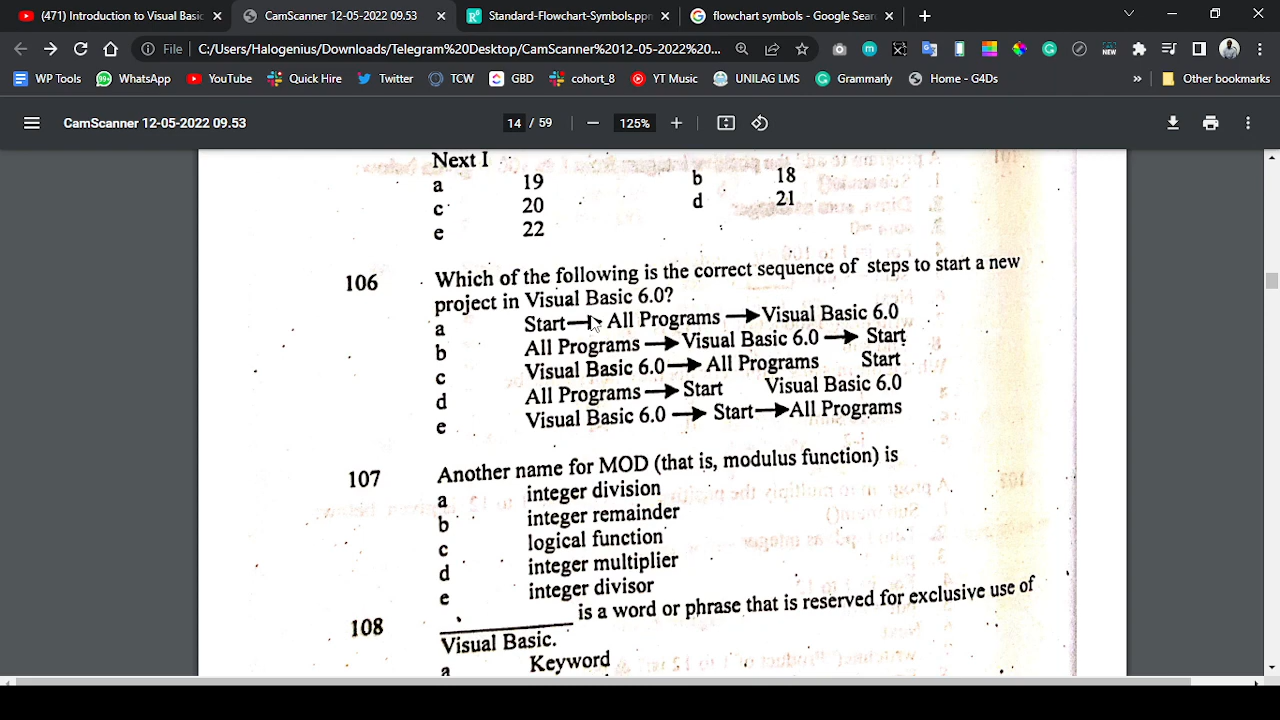 (471) Introduction to Visual Basic
CamScanner 12-05-2022 09.53
Standard-Flowchart-Symbols.ppm
flowchart symbols - Google Sear
File C:/Users/Halogenius/Downloads/Telegram%20Desktop/CamScanner%2012-05-2022%20...
WP Tools WhatsApp YouTube Quick Hire Twitter TCW GBD cohort_8 YT Music UNILAG LMS Grammarly Home - G4Ds » Other bookmarks
CamScanner 12-05-2022 09.53 14 / 59 125%
Next I
a 19 b 18
c 20 d 21
e 22
106 Which of the following is the correct sequence of steps to start a new
project in Visual Basic 6.0?
a Start → All Programs → Visual Basic 6.0
b All Programs → Visual Basic 6.0 → Start
c Visual Basic 6.0 → All Programs Start
d All Programs → Start Visual Basic 6.0
e Visual Basic 6.0 → Start → All Programs
107 Another name for MOD (that is, modulus function) is
a integer division
b integer remainder
c logical function
d integer multiplier
e integer divisor
108 __________ is a word or phrase that is reserved for exclusive use of
Visual Basic.
a Keyword